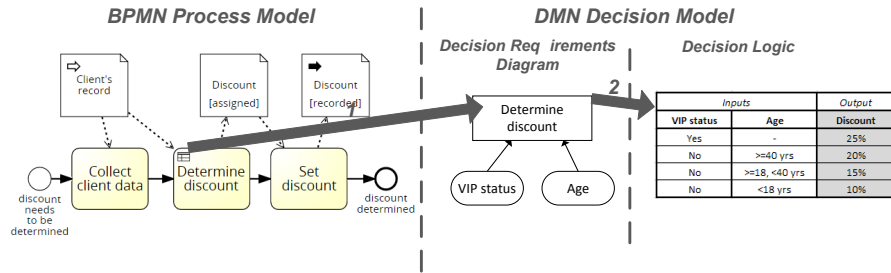 BPMN Process Model
DMN Decision Model
Decision Req irements
Diagram
Decision Logic
Client's
record
Discount
[assigned]
Discount
[recorded]
1
2
Collect
client data
Determine
discount
Set
discount
discount
needs
to be
determined
discount
determined
Determine
discount
VIP status
Age
Inputs Output
VIP status Age Discount
Yes - 25%
No >=40 yrs 20%
No >=18, <40 yrs 15%
No <18 yrs 10%